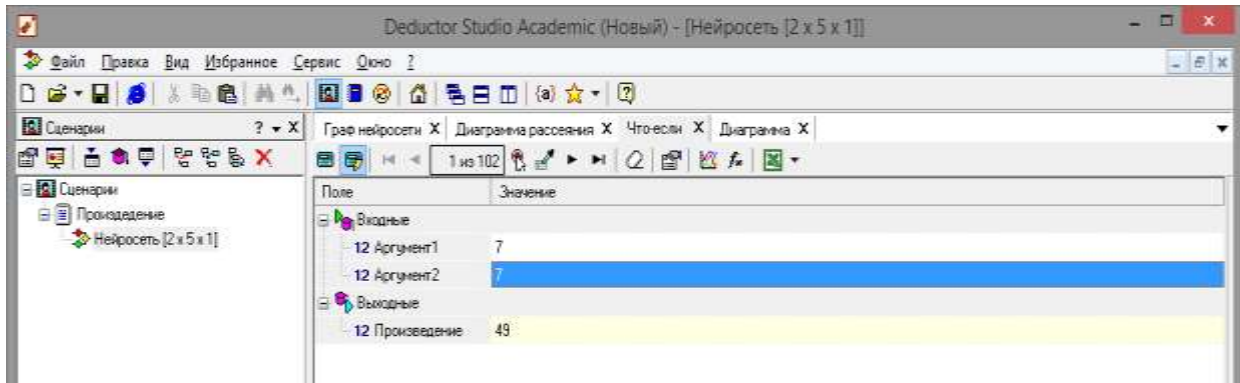 Deductor Studio Academic (Новый) - [Нейросеть [2 x 5 x 1]]
Файл Правка Вид Избранное Сервис Окно ?
Сценарии ?
Граф нейросети X Диаграмма рассеяния X Что-если X Диаграмма X
1 из 102
Сценарии
Произдедение
Нейросеть [2 x 5 x 1]
Поле Значение
Входные
12 Аргумент1 7
12 Аргумент2 7
Выходные
12 Произведение 49